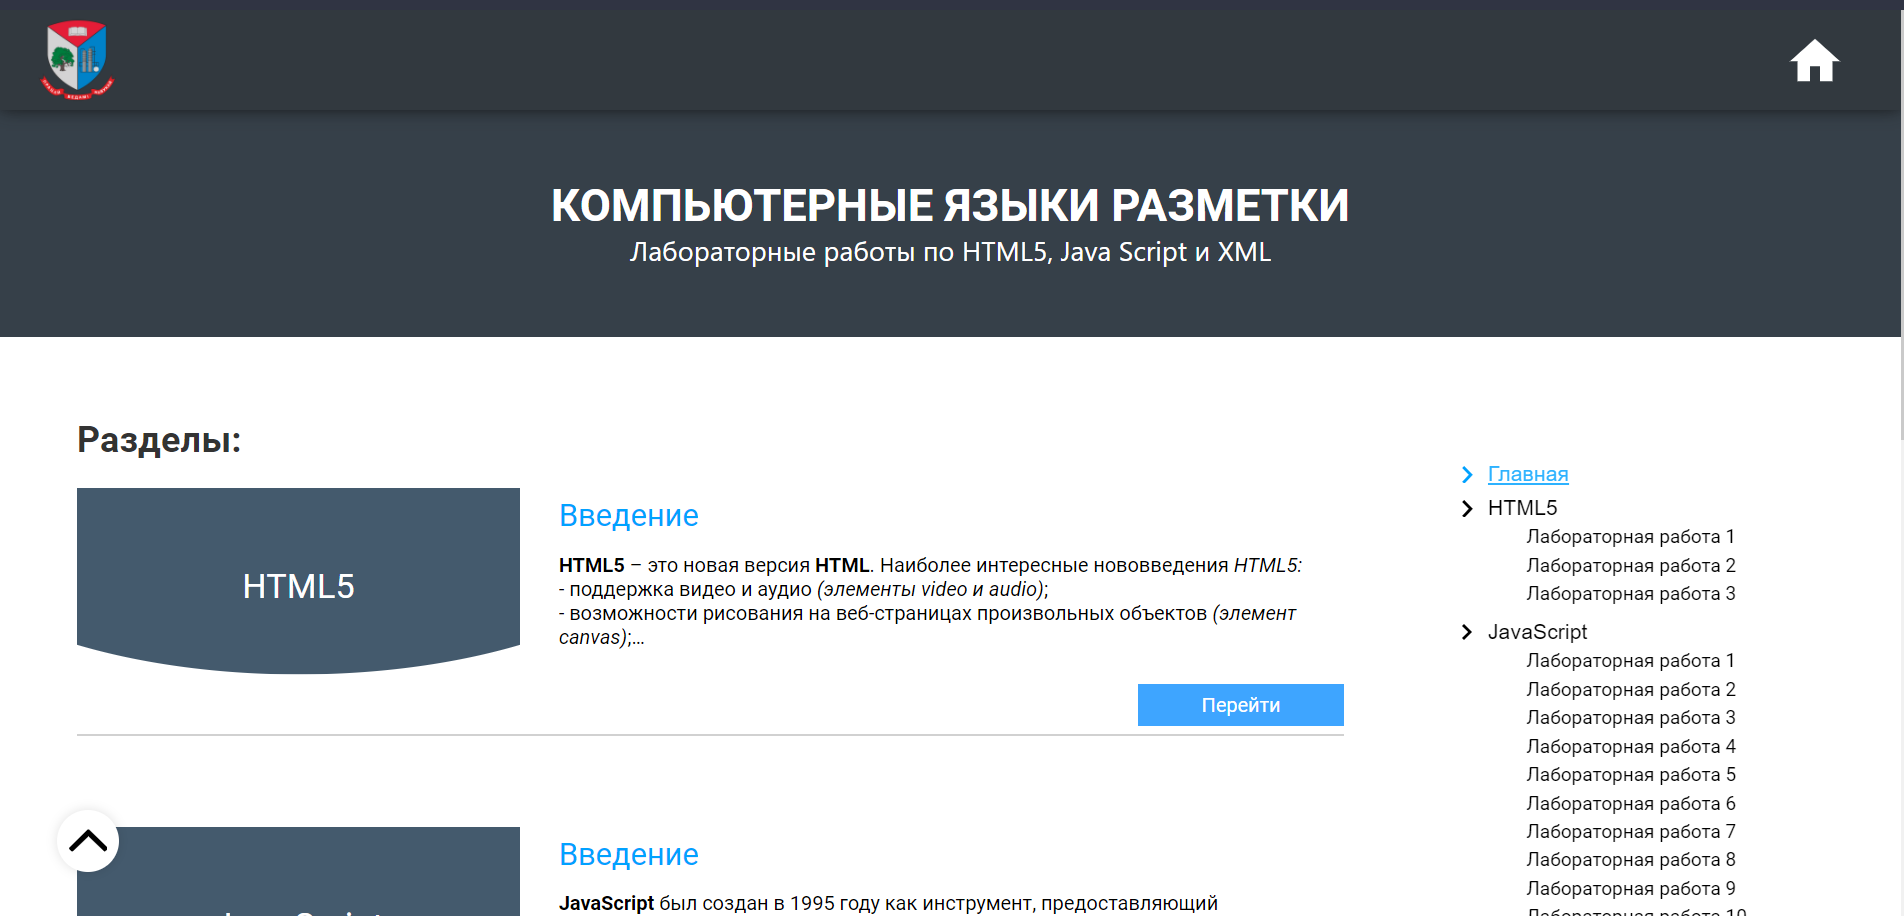 КОМПЬЮТЕРНЫЕ ЯЗЫКИ РАЗМЕТКИ
Лабораторные работы по HTML5, Java Script и XML
Разделы:
HTML5
Введение
HTML5 – это новая версия HTML. Наиболее интересные нововведения HTML5:
- поддержка видео и аудио (элементы video и audio);
- возможности рисования на веб-страницах произвольных объектов (элемент
canvas);...
Перейти
Введение
JavaScript был создан в 1995 году как инструмент, предоставляющий
Главная
HTML5
Лабораторная работа 1
Лабораторная работа 2
Лабораторная работа 3
JavaScript
Лабораторная работа 1
Лабораторная работа 2
Лабораторная работа 3
Лабораторная работа 4
Лабораторная работа 5
Лабораторная работа 6
Лабораторная работа 7
Лабораторная работа 8
Лабораторная работа 9
Лабораторная работа 10